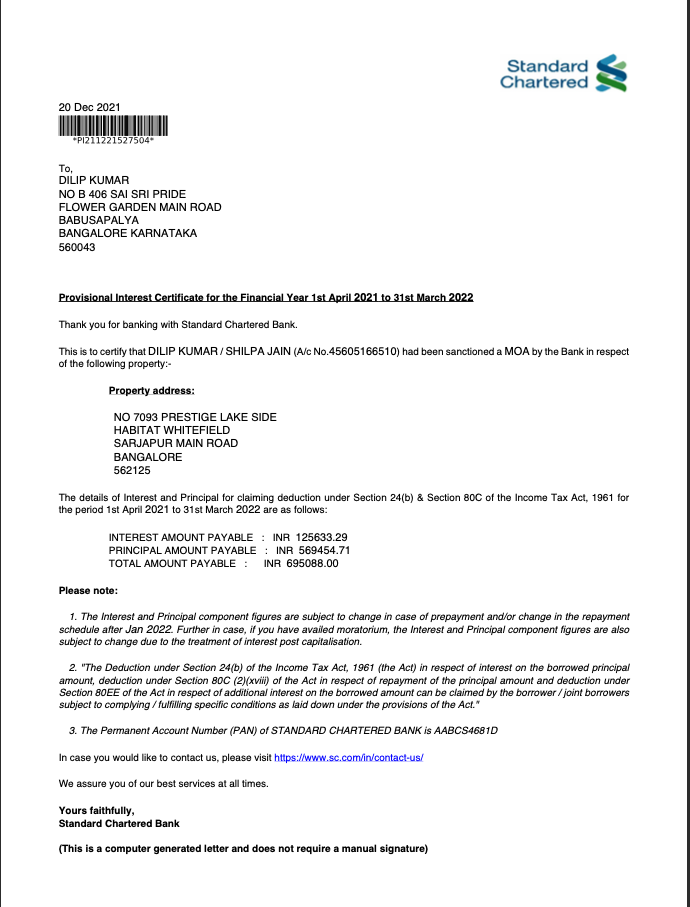 Standard
Chartered
20 Dec 2021
*PI211221527504*
To,
DILIP KUMAR
NO B 406 SAI SRI PRIDE
FLOWER GARDEN MAIN ROAD
BABUSAPALYA
BANGALORE KARNATAKA
560043
Provisional Interest Certificate for the Financial Year 1st April 2021 to 31st March 2022
Thank you for banking with Standard Chartered Bank.
This is to certify that DILIP KUMAR / SHILPA JAIN (A/c No.45605166510) had been sanctioned a MOA by the Bank in respect
of the following property:-
Property address:
NO 7093 PRESTIGE LAKE SIDE
HABITAT WHITEFIELD
SARJAPUR MAIN ROAD
BANGALORE
562125
The details of Interest and Principal for claiming deduction under Section 24(b) & Section 80C of the Income Tax Act, 1961 for
the period 1st April 2021 to 31st March 2022 are as follows:
INTEREST AMOUNT PAYABLE : INR 125633.29
PRINCIPAL AMOUNT PAYABLE : INR 569454.71
TOTAL AMOUNT PAYABLE : INR 695088.00
Please note:
1. The Interest and Principal component figures are subject to change in case of prepayment and/or change in the repayment
schedule after Jan 2022. Further in case, if you have availed moratorium, the Interest and Principal component figures are also
subject to change due to the treatment of interest post capitalisation.
2. "The Deduction under Section 24(b) of the Income Tax Act, 1961 (the Act) in respect of interest on the borrowed principal
amount, deduction under Section 80C (2)(xviii) of the Act in respect of repayment of the principal amount and deduction under
Section 80EE of the Act in respect of additional interest on the borrowed amount can be claimed by the borrower / joint borrowers
subject to complying / fulfilling specific conditions as laid down under the provisions of the Act."
3. The Permanent Account Number (PAN) of STANDARD CHARTERED BANK is AABCS4681D
In case you would like to contact us, please visit https://www.sc.com/in/contact-us/
We assure you of our best services at all times.
Yours faithfully,
Standard Chartered Bank
(This is a computer generated letter and does not require a manual signature)